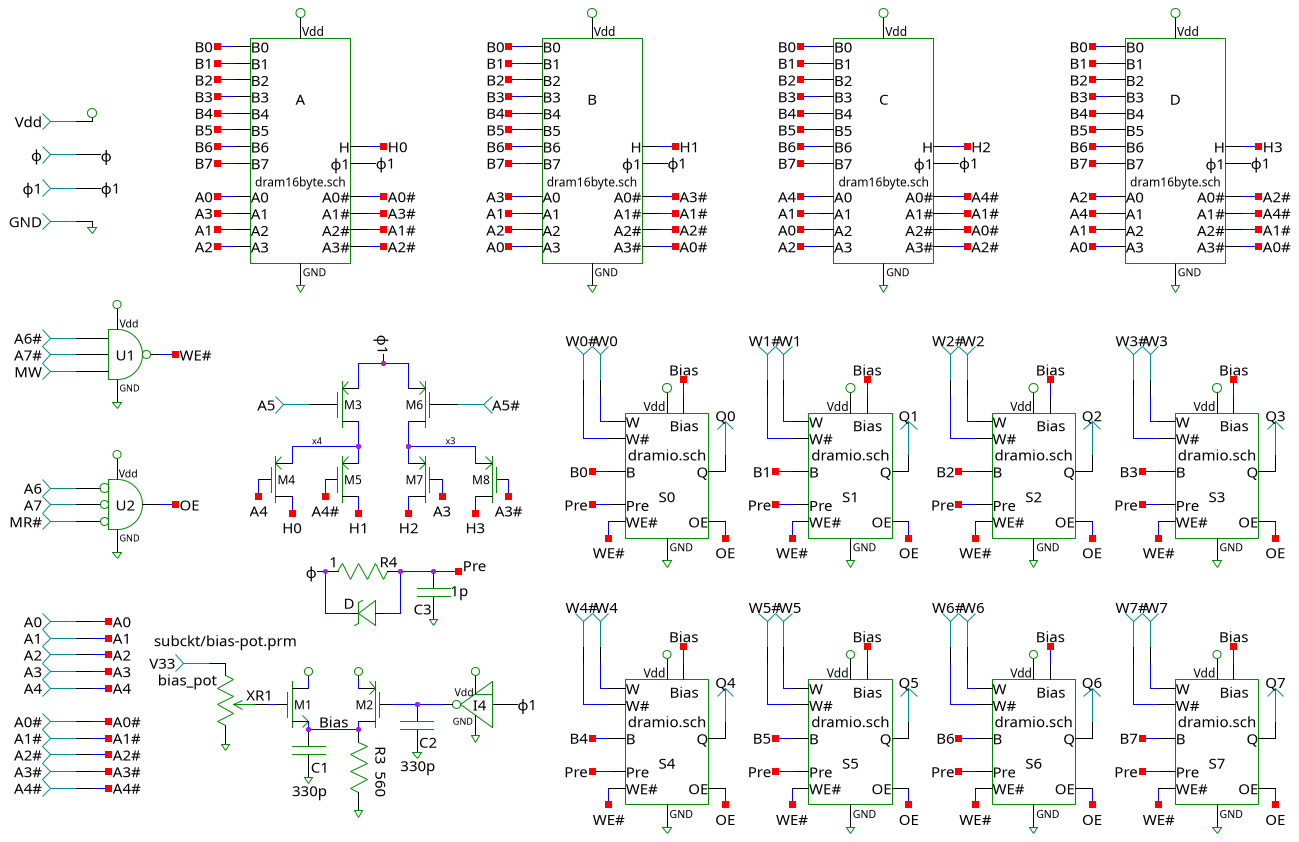 Vdd
ϕ
ϕ1
GND
ϕ
ϕ1
Vdd
B0 B0
B1 B1
B2 B2
B3 B3
A
B4 B4
B5 B5
B6 B6 H H0
B7 B7 ϕ1 ϕ1
dram16byte.sch
A0 A0 A0# A0#
A3 A1 A1# A3#
A1 A2 A2# A1#
A2 A3 A3# A2#
GND
Vdd
B0 B0
B1 B1
B2 B2
B3 B3
B
B4 B4
B5 B5
B6 B6 H H1
B7 B7 ϕ1 ϕ1
dram16byte.sch
A3 A0 A0# A3#
A1 A1 A1# A1#
A2 A2 A2# A2#
A0 A3 A3# A0#
GND
Vdd
B0 B0
B1 B1
B2 B2
B3 B3
C
B4 B4
B5 B5
B6 B6 H H2
B7 B7 ϕ1 ϕ1
dram16byte.sch
A4 A0 A0# A4#
A1 A1 A1# A1#
A0 A2 A2# A0#
A2 A3 A3# A2#
GND
Vdd
B0 B0
B1 B1
B2 B2
B3 B3
D
B4 B4
B5 B5
B6 B6 H H3
B7 B7 ϕ1 ϕ1
dram16byte.sch
A2 A0 A0# A2#
A4 A1 A1# A4#
A1 A2 A2# A1#
A0 A3 A3# A0#
GND
Vdd
A6#
A7# U1 WE#
MW
GND
Vdd
A6
A7 U2 OE
MR#
GND
ϕ1
A5 M3 M6 A5#
x4 x3
M4 M5 M7 M8
A4 A4# A3 A3#
H0 H1 H2 H3
ϕ 1 R4 Pre
D C3 1p
A0 A0
A1 A1
A2 A2
A3 A3
A4 A4
A0# A0#
A1# A1#
A2# A2#
A3# A3#
A4# A4#
subckt/bias-pot.prm
V33
bias_pot
XR1 M1 M2 Vdd I4 ϕ1
GND
Bias
C1 R3 560 C2
330p 330p
W0# W0
Bias
Vdd
Q0
W Bias
W#
dramio.sch
B0 B Q
S0
Pre Pre
WE# OE
WE# GND OE
W1# W1
Bias
Vdd
Q1
W Bias
W#
dramio.sch
B1 B Q
S1
Pre Pre
WE# OE
WE# GND OE
W2# W2
Bias
Vdd
Q2
W Bias
W#
dramio.sch
B2 B Q
S2
Pre Pre
WE# OE
WE# GND OE
W3# W3
Bias
Vdd
Q3
W Bias
W#
dramio.sch
B3 B Q
S3
Pre Pre
WE# OE
WE# GND OE
W4# W4
Bias
Vdd
Q4
W Bias
W#
dramio.sch
B4 B Q
S4
Pre Pre
WE# OE
WE# GND OE
W5# W5
Bias
Vdd
Q5
W Bias
W#
dramio.sch
B5 B Q
S5
Pre Pre
WE# OE
WE# GND OE
W6# W6
Bias
Vdd
Q6
W Bias
W#
dramio.sch
B6 B Q
S6
Pre Pre
WE# OE
WE# GND OE
W7# W7
Bias
Vdd
Q7
W Bias
W#
dramio.sch
B7 B Q
S7
Pre Pre
WE# OE
WE# GND OE